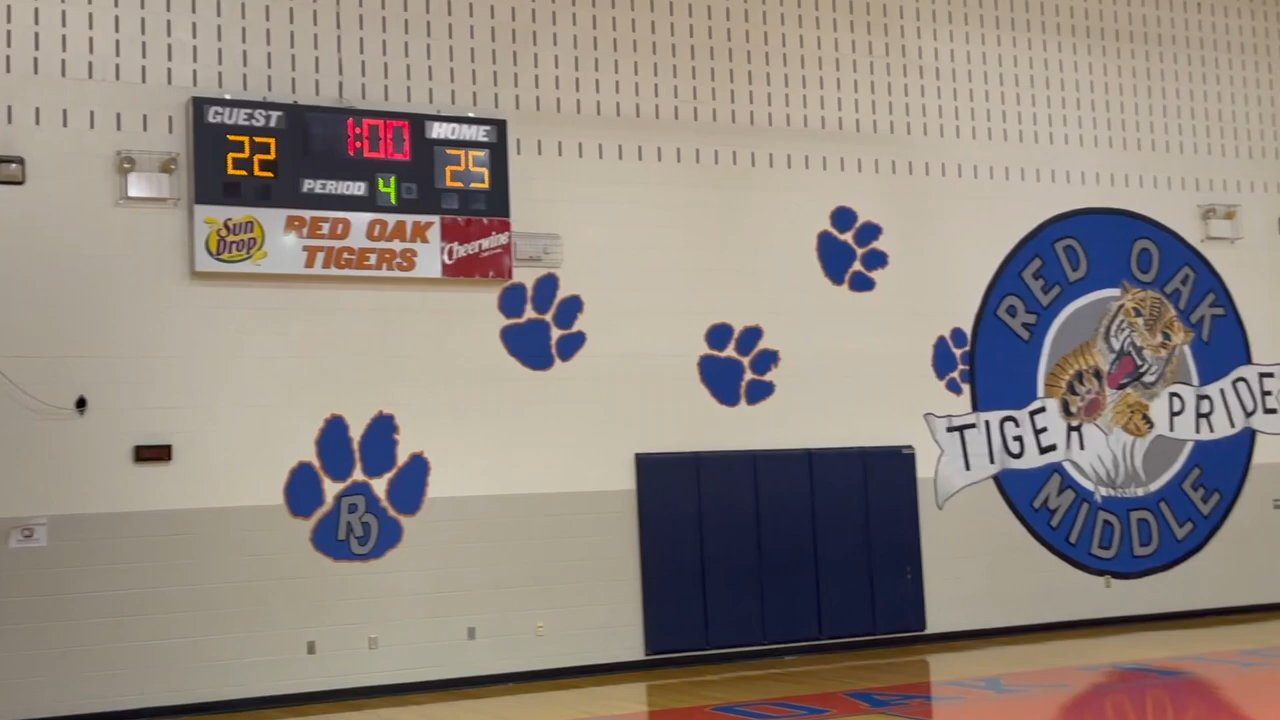 GUEST 1:00 HOME
22 25
PERIOD 4
Sun Drop
RED OAK
TIGERS
Cheerwine
RO
RED OAK
TIGER PRIDE
MIDDLE
OAK